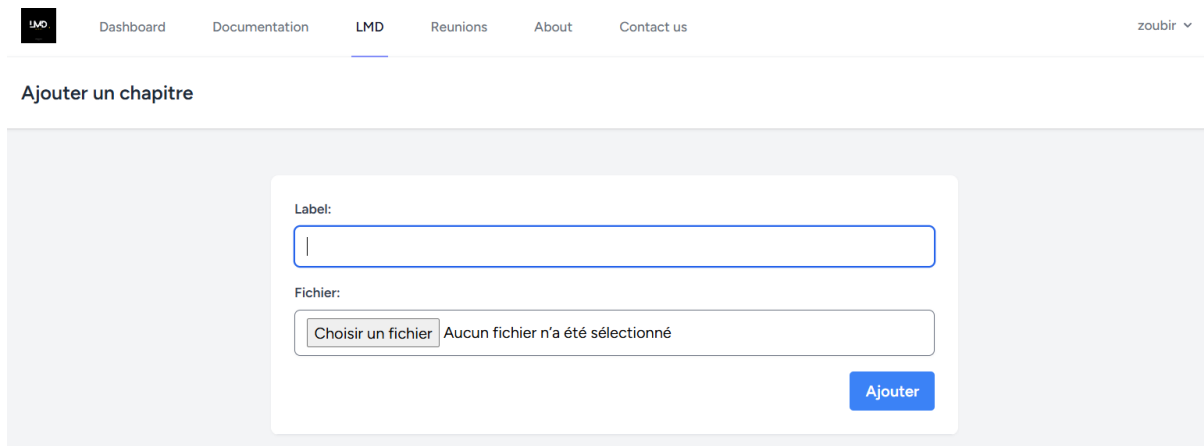 LMD
Dashboard Documentation LMD Reunions About Contact us zoubir
Ajouter un chapitre
Label:
Fichier:
Choisir un fichier Aucun fichier n’a été sélectionné
Ajouter